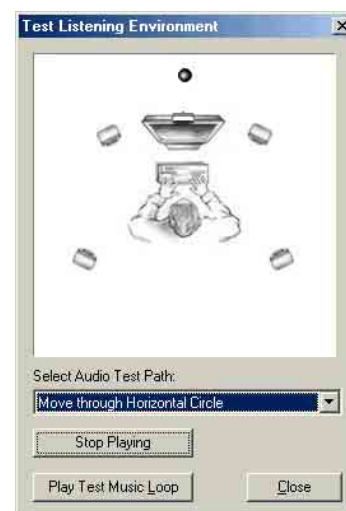 Test Listening Environment
Select Audio Test Path:
Move through Horizontal Circle
Stop Playing
Play Test Music Loop
Close